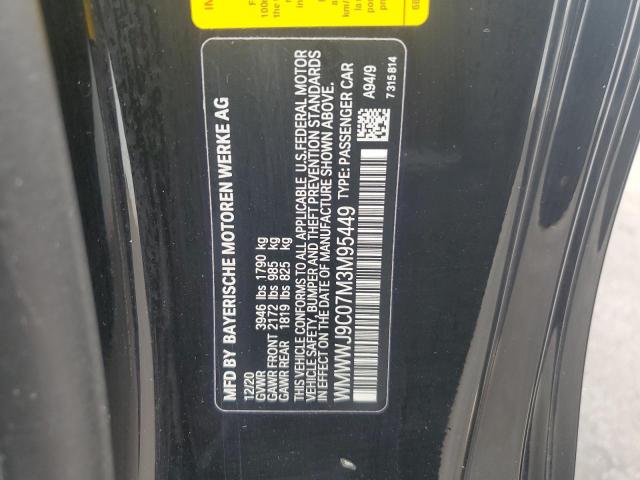 MFD BY BAYERISCHE MOTOREN WERKE AG
12/20
GVWR 3946 lbs 1790 kg
GAWR FRONT 2172 lbs 985 kg
GAWR REAR 1819 lbs 825 kg
THIS VEHICLE CONFORMS TO ALL APPLICABLE U.S.FEDERAL MOTOR
VEHICLE SAFETY, BUMPER AND THEFT PREVENTION STANDARDS
IN EFFECT ON THE DATE OF MANUFACTURE SHOWN ABOVE.
WMWWJ9C07M3M95449 TYPE: PASSENGER CAR
A94/9
7315814